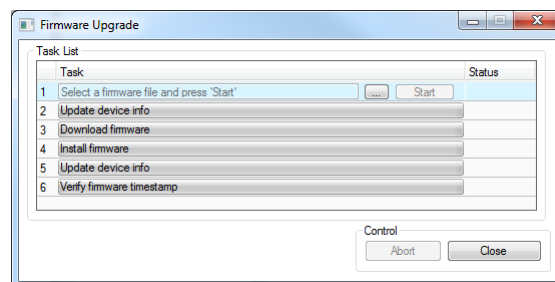 Firmware Upgrade
Task List
Task Status
1 Select a firmware file and press 'Start' ... Start
2 Update device info
3 Download firmware
4 Install firmware
5 Update device info
6 Verify firmware timestamp
Control
Abort Close